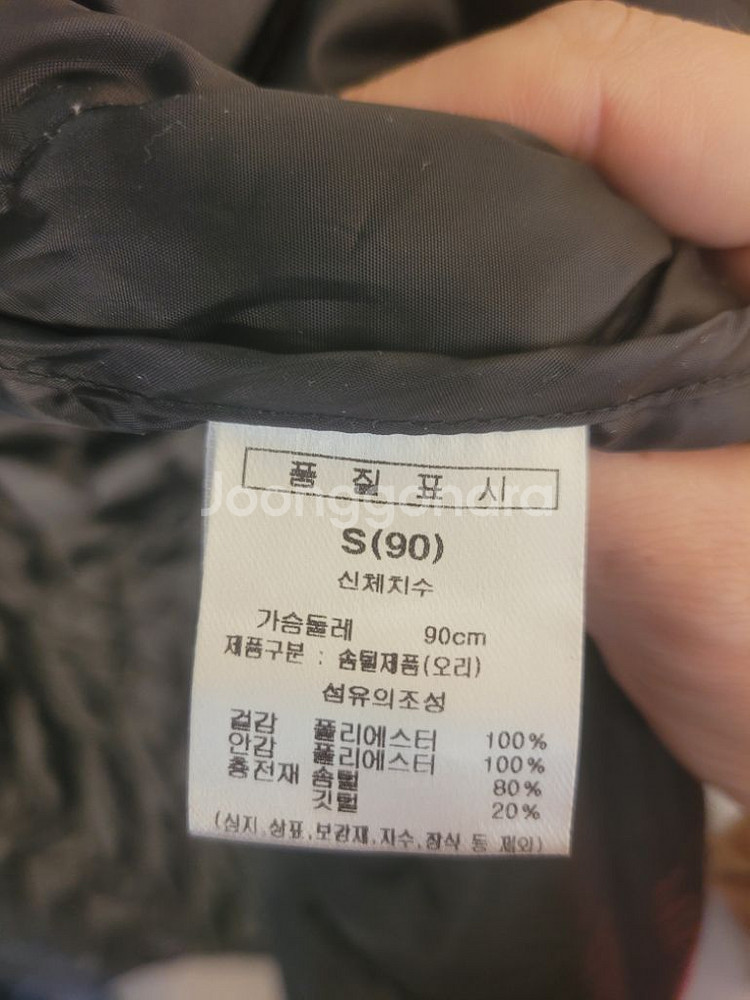 품 질 표 시
Joonggonara
S(90)
신체치수
가슴둘레 90cm
제품구분 : 솜털제품(오리)
섬유의조성
겉감 폴리에스터 100%
안감 폴리에스터 100%
충전재 솜털 80%
깃털 20%
(심지,상표,보강재,자수,장식 등 제외)